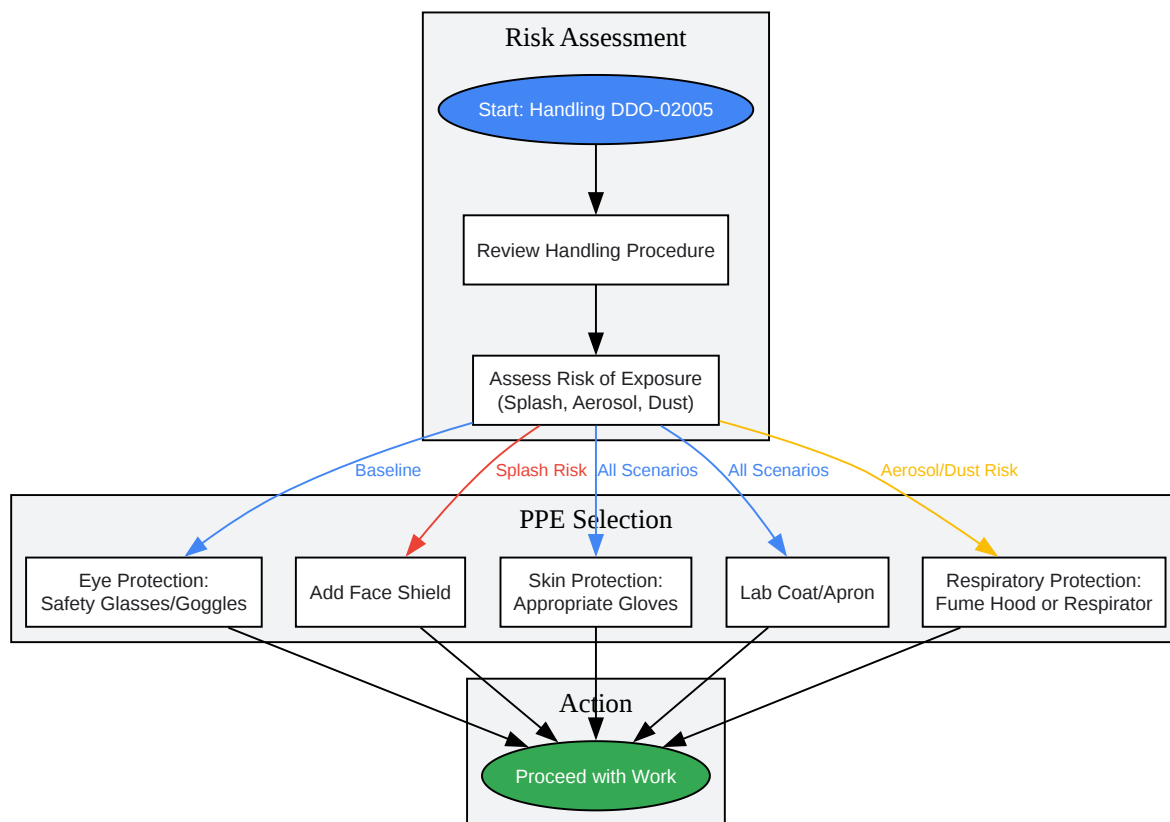 Risk Assessment
Start: Handling DDO-02005
Review Handling Procedure
Assess Risk of Exposure
(Splash, Aerosol, Dust)
Baseline
Splash Risk
All Scenarios
All Scenarios
Aerosol/Dust Risk
PPE Selection
Eye Protection:
Safety Glasses/Goggles
Add Face Shield
Skin Protection:
Appropriate Gloves
Lab Coat/Apron
Respiratory Protection:
Fume Hood or Respirator
Action
Proceed with Work